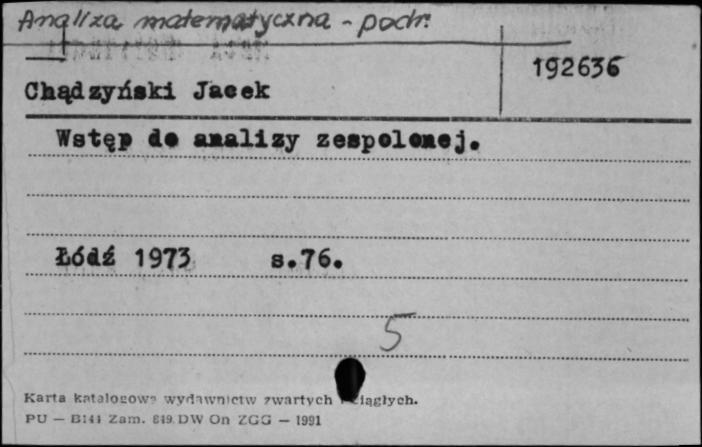 Analiza matematyczna - podr.
192636
Chądzyński Jacek
Wstęp do analizy zespolonej.
Łódź 1973 s.76.
5
Karta katalogowa wydawnictw zwartych i ciągłych.
PU — B141 Zam. 849 DW On ZGG — 1991